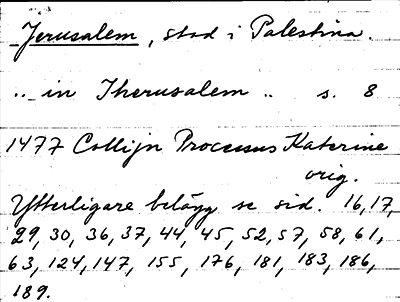 Jerusalem, stad i Palestina.
.. in Therusalem .. s. 8
1477 Collijn Processus Katerine
orig.
Ytterligare belägg se sid. 16, 17,
29, 30, 36, 37, 44, 45, 52, 57, 58, 61,
63, 124, 147, 155, 176, 181, 183, 186,
189.